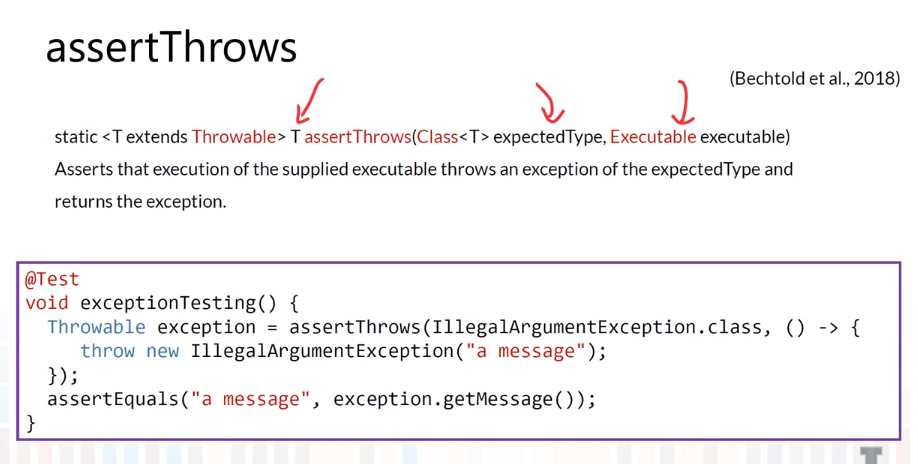 assertThrows
(Bechtold et al., 2018)
static <T extends Throwable> T assertThrows(Class<T> expectedType, Executable executable)
Asserts that execution of the supplied executable throws an exception of the expectedType and
returns the exception.
@Test
void exceptionTesting() {
  Throwable exception = assertThrows(IllegalArgumentException.class, () -> {
    throw new IllegalArgumentException("a message");
  });
  assertEquals("a message", exception.getMessage());
}